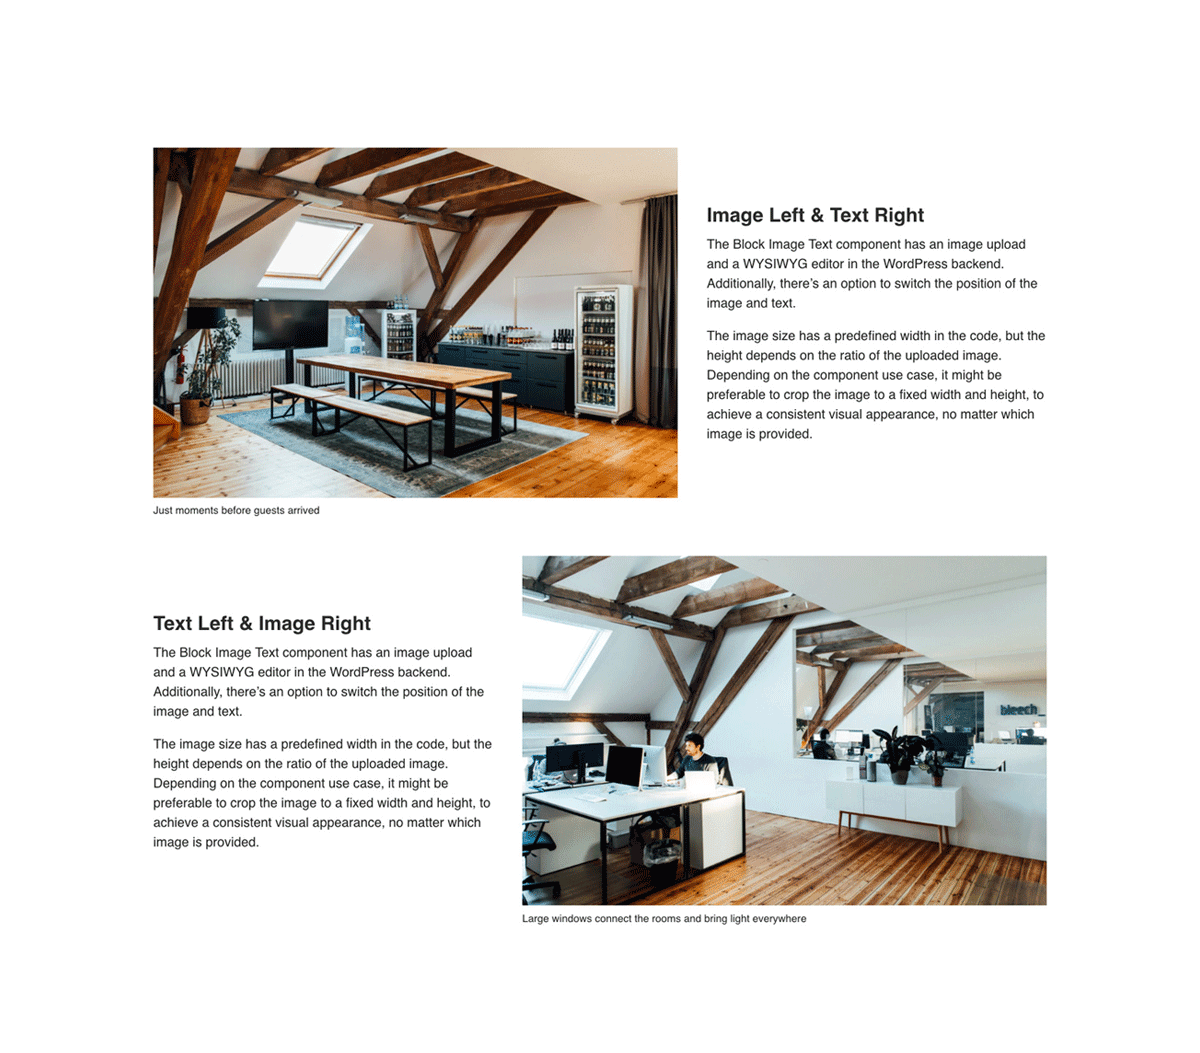 Image Left & Text Right
The Block Image Text component has an image upload
and a WYSIWYG editor in the WordPress backend.
Additionally, there’s an option to switch the position of the
image and text.
The image size has a predefined width in the code, but the
height depends on the ratio of the uploaded image.
Depending on the component use case, it might be
preferable to crop the image to a fixed width and height, to
achieve a consistent visual appearance, no matter which
image is provided.
Just moments before guests arrived
Text Left & Image Right
The Block Image Text component has an image upload
and a WYSIWYG editor in the WordPress backend.
Additionally, there’s an option to switch the position of the
image and text.
The image size has a predefined width in the code, but the
height depends on the ratio of the uploaded image.
Depending on the component use case, it might be
preferable to crop the image to a fixed width and height, to
achieve a consistent visual appearance, no matter which
image is provided.
bleech_
Large windows connect the rooms and bring light everywhere